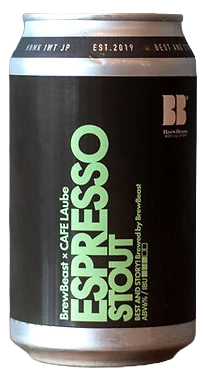 HNMK IWT JP EST.2019 BEST AND
BB
BrewBeast
BrewBeast × CAFE LAube
ESPRESSO
STOUT
BEST AND STORY! Brewed by BrewBeast
ABV6% / IBU